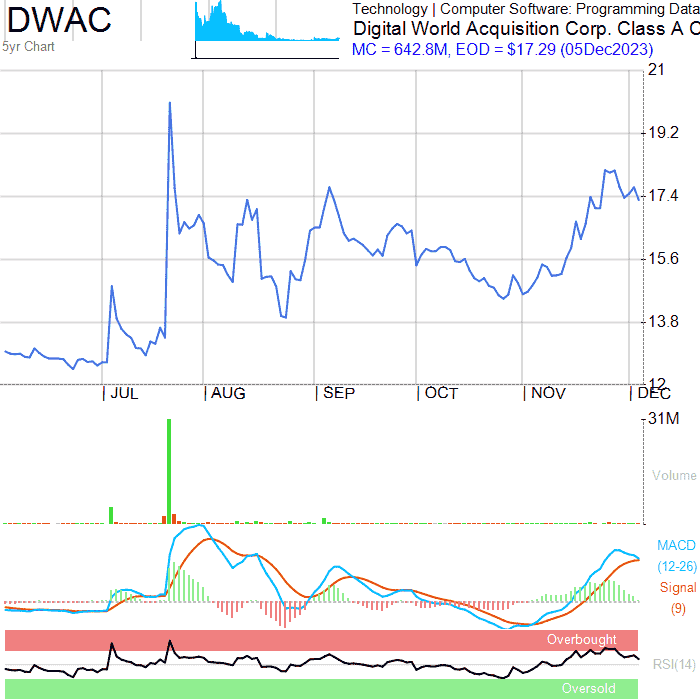 DWAC
5yr Chart
Technology | Computer Software: Programming Data
Digital World Acquisition Corp. Class A C
MC = 642.8M, EOD = $17.29 (05Dec2023)
21
19.2
17.4
15.6
13.8
12
JUL
AUG
SEP
OCT
NOV
DEC
31M
Volume
MACD
(12-26)
Signal
(9)
Overbought
RSI(14)
Oversold